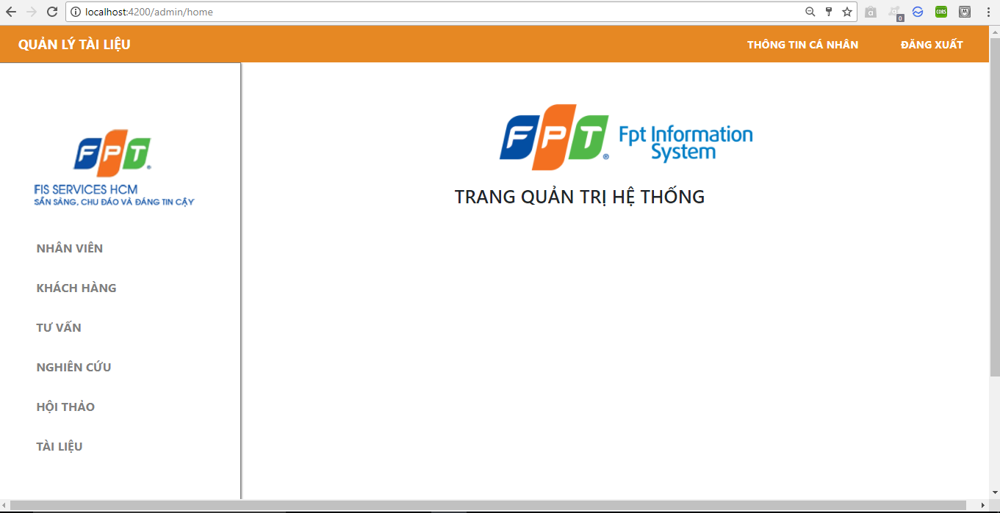 localhost:4200/admin/home
CORS
0
QUẢN LÝ TÀI LIỆU
THÔNG TIN CÁ NHÂN
ĐĂNG XUẤT
FPT
FIS SERVICES HCM
SẴN SÀNG, CHU ĐÁO VÀ ĐÁNG TIN CẬY
NHÂN VIÊN
KHÁCH HÀNG
TƯ VẤN
NGHIÊN CỨU
HỘI THẢO
TÀI LIỆU
FPT®
Fpt Information
System
TRANG QUẢN TRỊ HỆ THỐNG